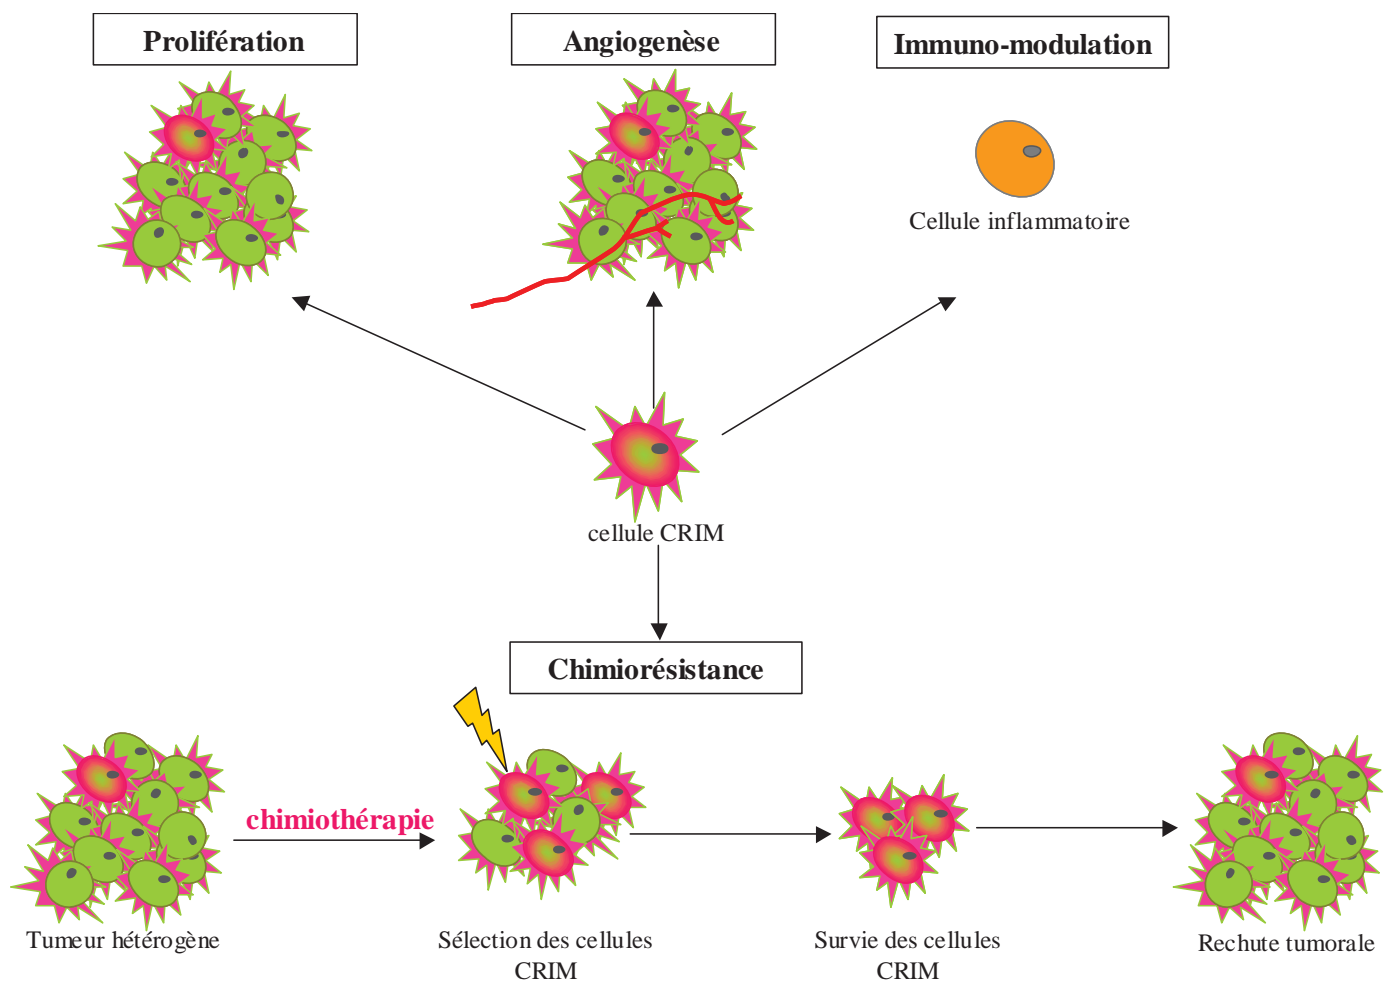 Prolifération
Angiogenèse
Immuno-modulation
Cellule inflammatoire
cellule CRIM
Chimiorésistance
chimiothérapie
Tumeur hétérogène
Sélection des cellules
CRIM
Survie des cellules
CRIM
Rechute tumorale